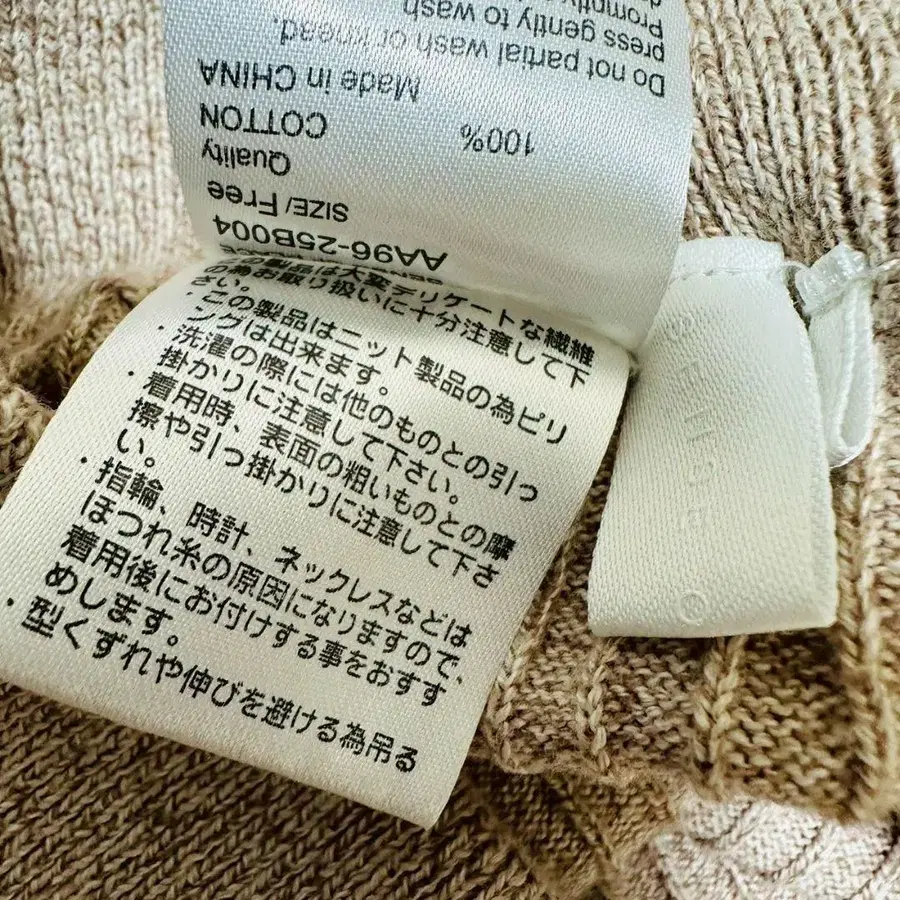 AA96-25B004
SIZE/ Free
Quality
COTTON 100%
Made in CHINA
Do not partial wash or knead.
press gently to wash
Promptly
の製品は大変デリケートな繊維
の為お取り扱いに十分注意して下
さい。
・この製品はニット製品の為ピリ
ングは出来ます。
・洗濯の際には他のものとの引っ
掛かりに注意して下さい。
着用時、表面の粗いものとの摩
擦や引っ掛かりに注意して下さ
い。
・指輪、時計、ネックレスなどは
ほつれ糸の原因になりますので、
着用後にお付けする事をおすす
めします。
・型くずれや伸びを避ける為吊る